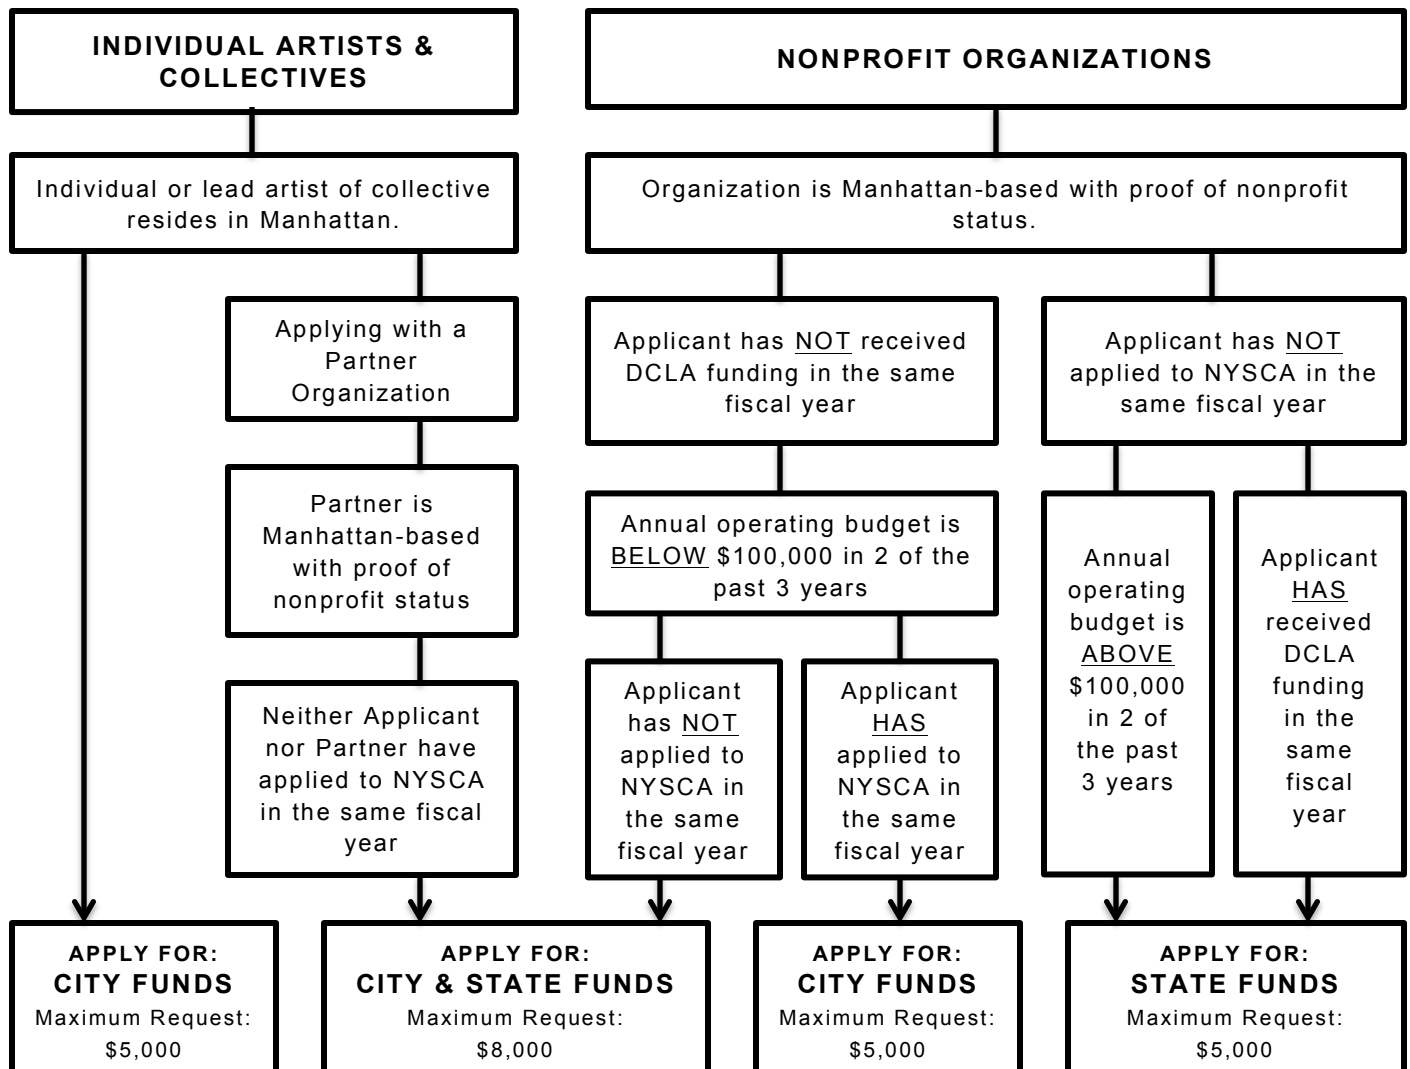 INDIVIDUAL ARTISTS &
COLLECTIVES
Individual or lead artist of collective
resides in Manhattan.
Applying with a
Partner
Organization
Partner is
Manhattan-based
with proof of
nonprofit status
Neither Applicant
nor Partner have
applied to NYSCA
in the same fiscal
year
NONPROFIT ORGANIZATIONS
Organization is Manhattan-based with proof of nonprofit
status.
Applicant has NOT received
DCLA funding in the same
fiscal year
Annual operating budget is
BELOW $100,000 in 2 of the
past 3 years
Applicant
has NOT
applied to
NYSCA in
the same
fiscal year
Applicant
HAS
applied to
NYSCA in
the same
fiscal year
Applicant has NOT
applied to NYSCA in the
same fiscal year
Annual
operating
budget is
ABOVE
$100,000
in 2 of
the past
3 years
Applicant
HAS
received
DCLA
funding
in the
same
fiscal
year
APPLY FOR:
CITY FUNDS
Maximum Request:
$5,000
APPLY FOR:
CITY & STATE FUNDS
Maximum Request:
$8,000
APPLY FOR:
CITY FUNDS
Maximum Request:
$5,000
APPLY FOR:
STATE FUNDS
Maximum Request:
$5,000